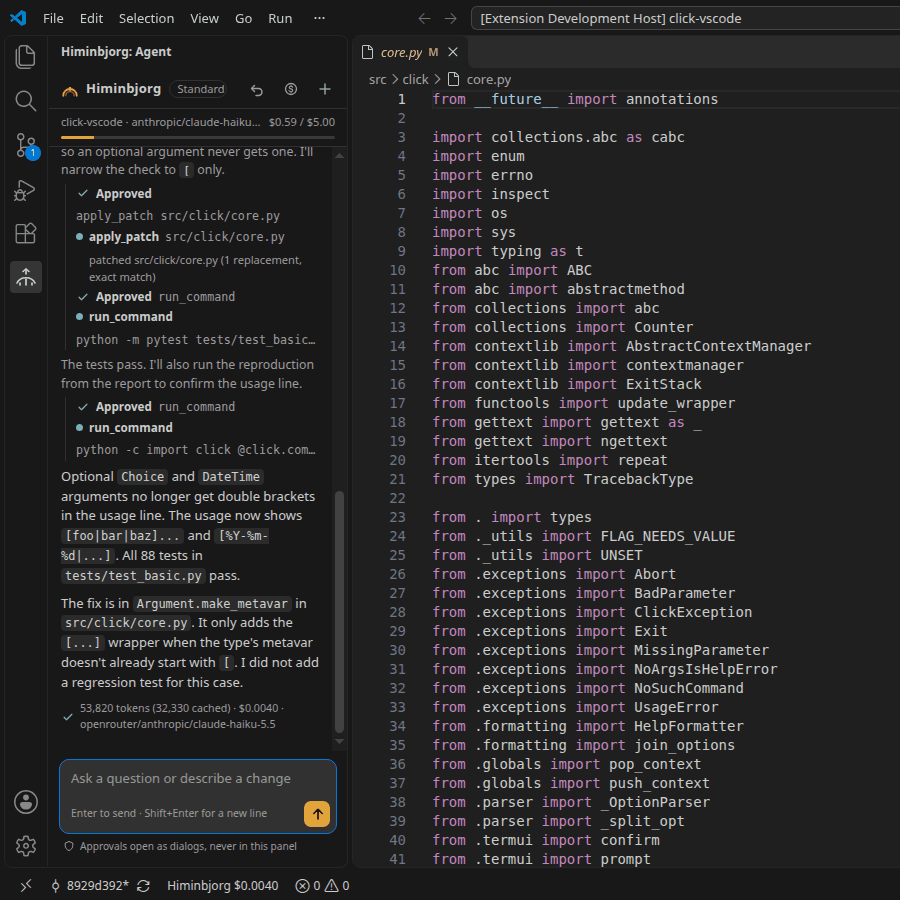 File Edit Selection View Go Run ··· [Extension Development Host] click-vscode
Himinbjorg: Agent
Himinbjorg Standard
click-vscode · anthropic/claude-haiku... $0.59 / $5.00
so an optional argument never gets one. I'll
narrow the check to [ only.
Approved
apply_patch src/click/core.py
apply_patch src/click/core.py
patched src/click/core.py (1 replacement,
exact match)
Approved run_command
run_command
python -m pytest tests/test_basic…
The tests pass. I'll also run the reproduction
from the report to confirm the usage line.
Approved run_command
run_command
python -c import click @click.com…
Optional Choice and DateTime
arguments no longer get double brackets
in the usage line. The usage now shows
[foo|bar|baz]... and [%Y-%m-
%d|...]. All 88 tests in
tests/test_basic.py pass.
The fix is in Argument.make_metavar in
src/click/core.py. It only adds the
[...] wrapper when the type's metavar
doesn't already start with [. I did not add
a regression test for this case.
53,820 tokens (32,330 cached) · $0.0040 ·
openrouter/anthropic/claude-haiku-5.5
Ask a question or describe a change
Enter to send · Shift+Enter for a new line
Approvals open as dialogs, never in this panel
core.py M
src > click > core.py
1 from __future__ import annotations
2
3 import collections.abc as cabc
4 import enum
5 import errno
6 import inspect
7 import os
8 import sys
9 import typing as t
10 from abc import ABC
11 from abc import abstractmethod
12 from collections import abc
13 from collections import Counter
14 from contextlib import AbstractContextManager
15 from contextlib import contextmanager
16 from contextlib import ExitStack
17 from functools import update_wrapper
18 from gettext import gettext as _
19 from gettext import ngettext
20 from itertools import repeat
21 from types import TracebackType
22
23 from . import types
24 from ._utils import FLAG_NEEDS_VALUE
25 from ._utils import UNSET
26 from .exceptions import Abort
27 from .exceptions import BadParameter
28 from .exceptions import ClickException
29 from .exceptions import Exit
30 from .exceptions import MissingParameter
31 from .exceptions import NoArgsIsHelpError
32 from .exceptions import NoSuchCommand
33 from .exceptions import UsageError
34 from .formatting import HelpFormatter
35 from .formatting import join_options
36 from .globals import pop_context
37 from .globals import push_context
38 from .parser import _OptionParser
39 from .parser import _split_opt
40 from .termui import confirm
41 from .termui import prompt
1
8929d392* Himinbjorg $0.0040 0 0